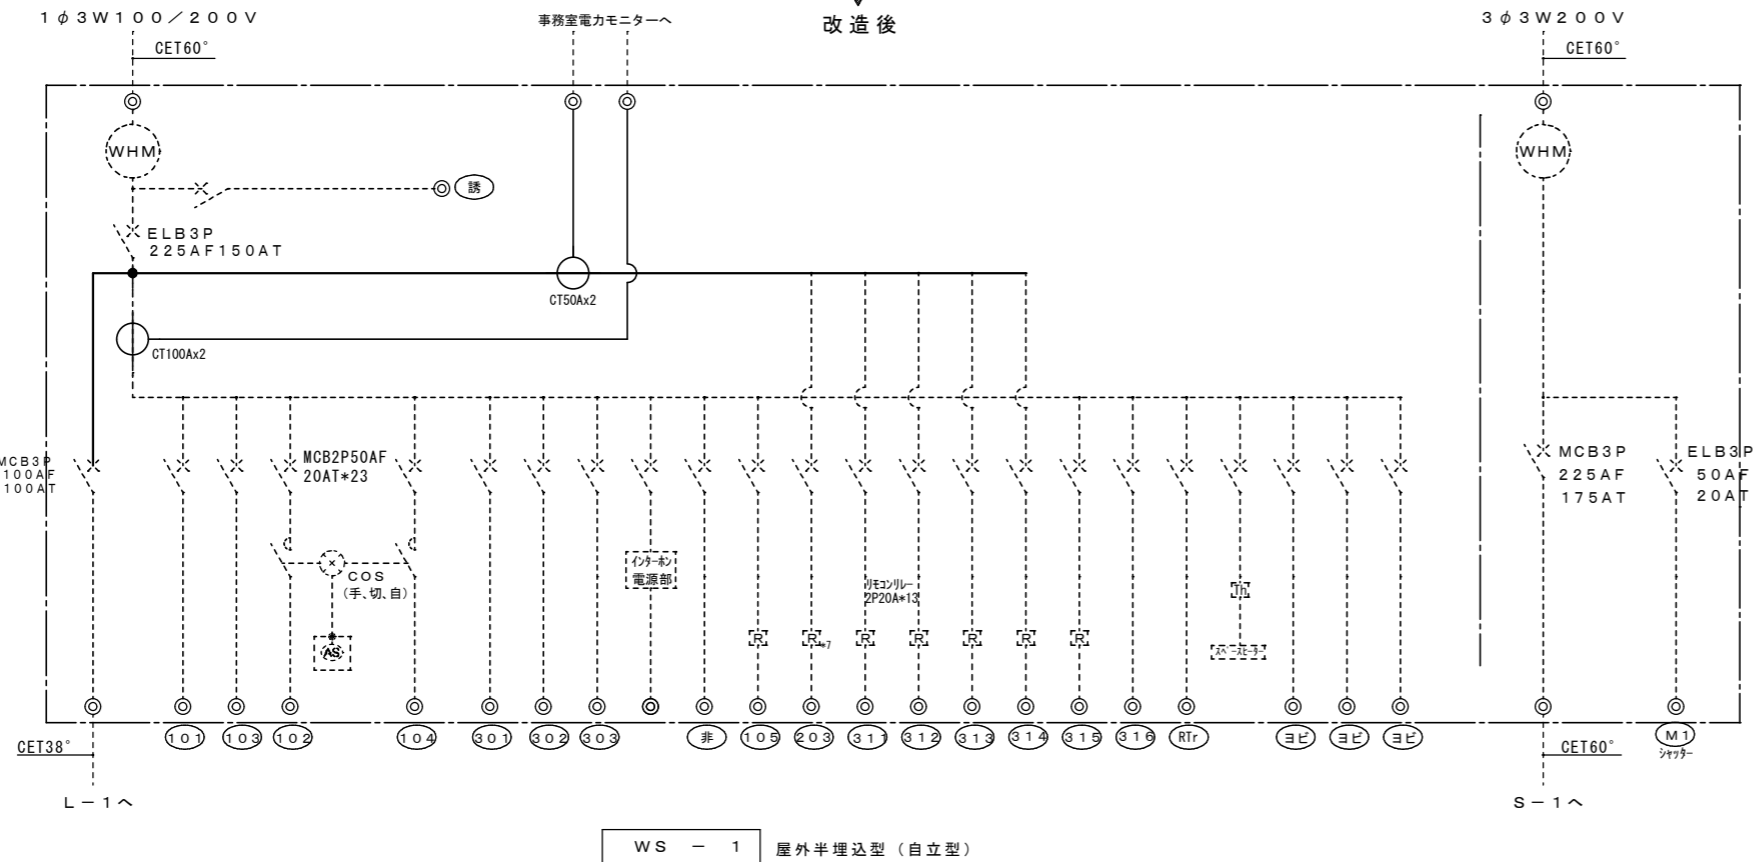 1φ3W100/200V
CET60°
事務室電力モニターへ
改造後
3φ3W200V
CET60°
WHM
WHM
誘
ELB3P
225AF150AT
CT50Ax2
CT100Ax2
MCB3P
100AF
100AT
MCB2P50AF
20AT*23
MCB3P
225AF
175AT
ELB3P
50AF
20AT
COS
(手、切、自)
AS
インターホン
電源部
リモコンリレー
2P20A*13
Th
R
R
*7
R
R
R
R
R
スペースヒーター
101
103
102
104
301
302
303
非
105
203
311
312
313
314
315
316
RTr
ヨビ
ヨビ
ヨビ
M1
シャッター
CET38°
CET60°
L-1へ
S-1へ
WS - 1
屋外半埋込型(自立型)